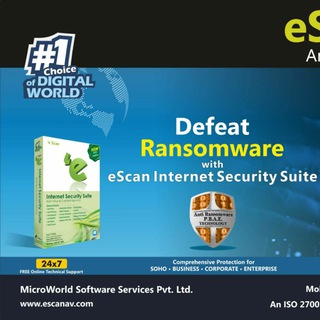 eS
An
#1
Choice
of DIGITAL
WORLD
Defeat
Ransomware
with
eScan Internet Security Suite
eScan
Internet Security Suite
Anti Ransomware
P.B.A.E.
TECHNOLOGY
24x7
FREE Online Technical Support
Comprehensive Protection for
SOHO • BUSINESS • CORPORATE • ENTERPRISE
MicroWorld Software Services Pvt. Ltd.
www.escanav.com
Mo
An ISO 2700